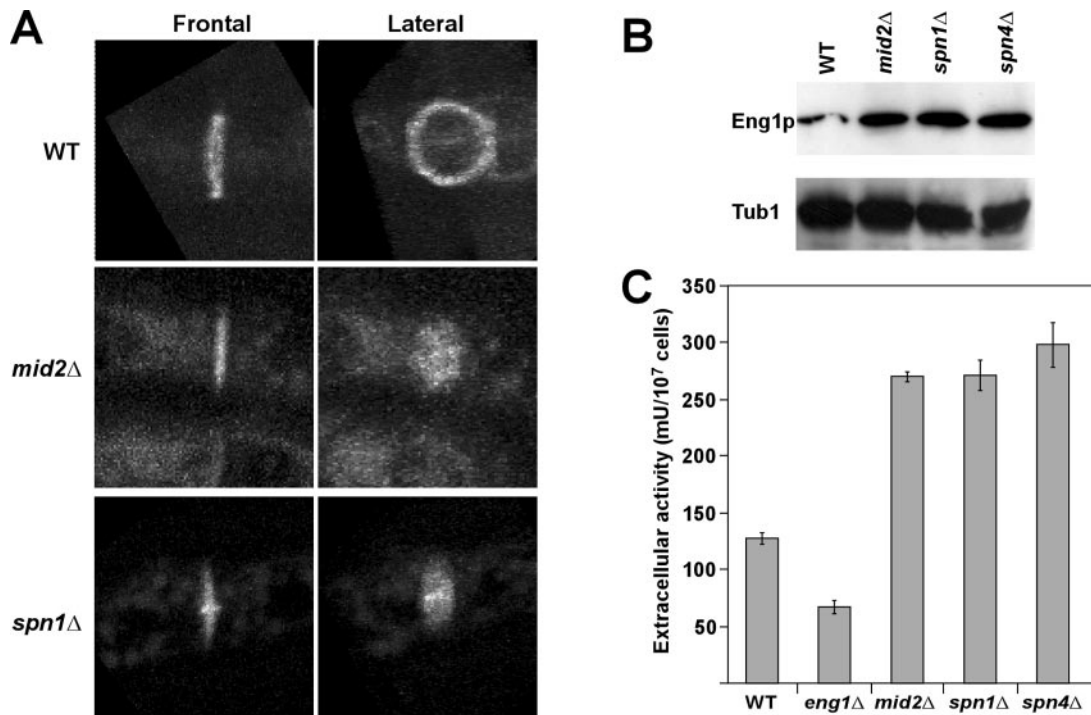 A
Frontal
Lateral
WT
mid2Δ
spn1Δ
B
WT
mid2Δ
spn1Δ
spn4Δ
Eng1p
Tub1
C
Extracellular activity (mU/10⁷ cells)
350
300
250
200
150
100
50
WT
eng1Δ
mid2Δ
spn1Δ
spn4Δ